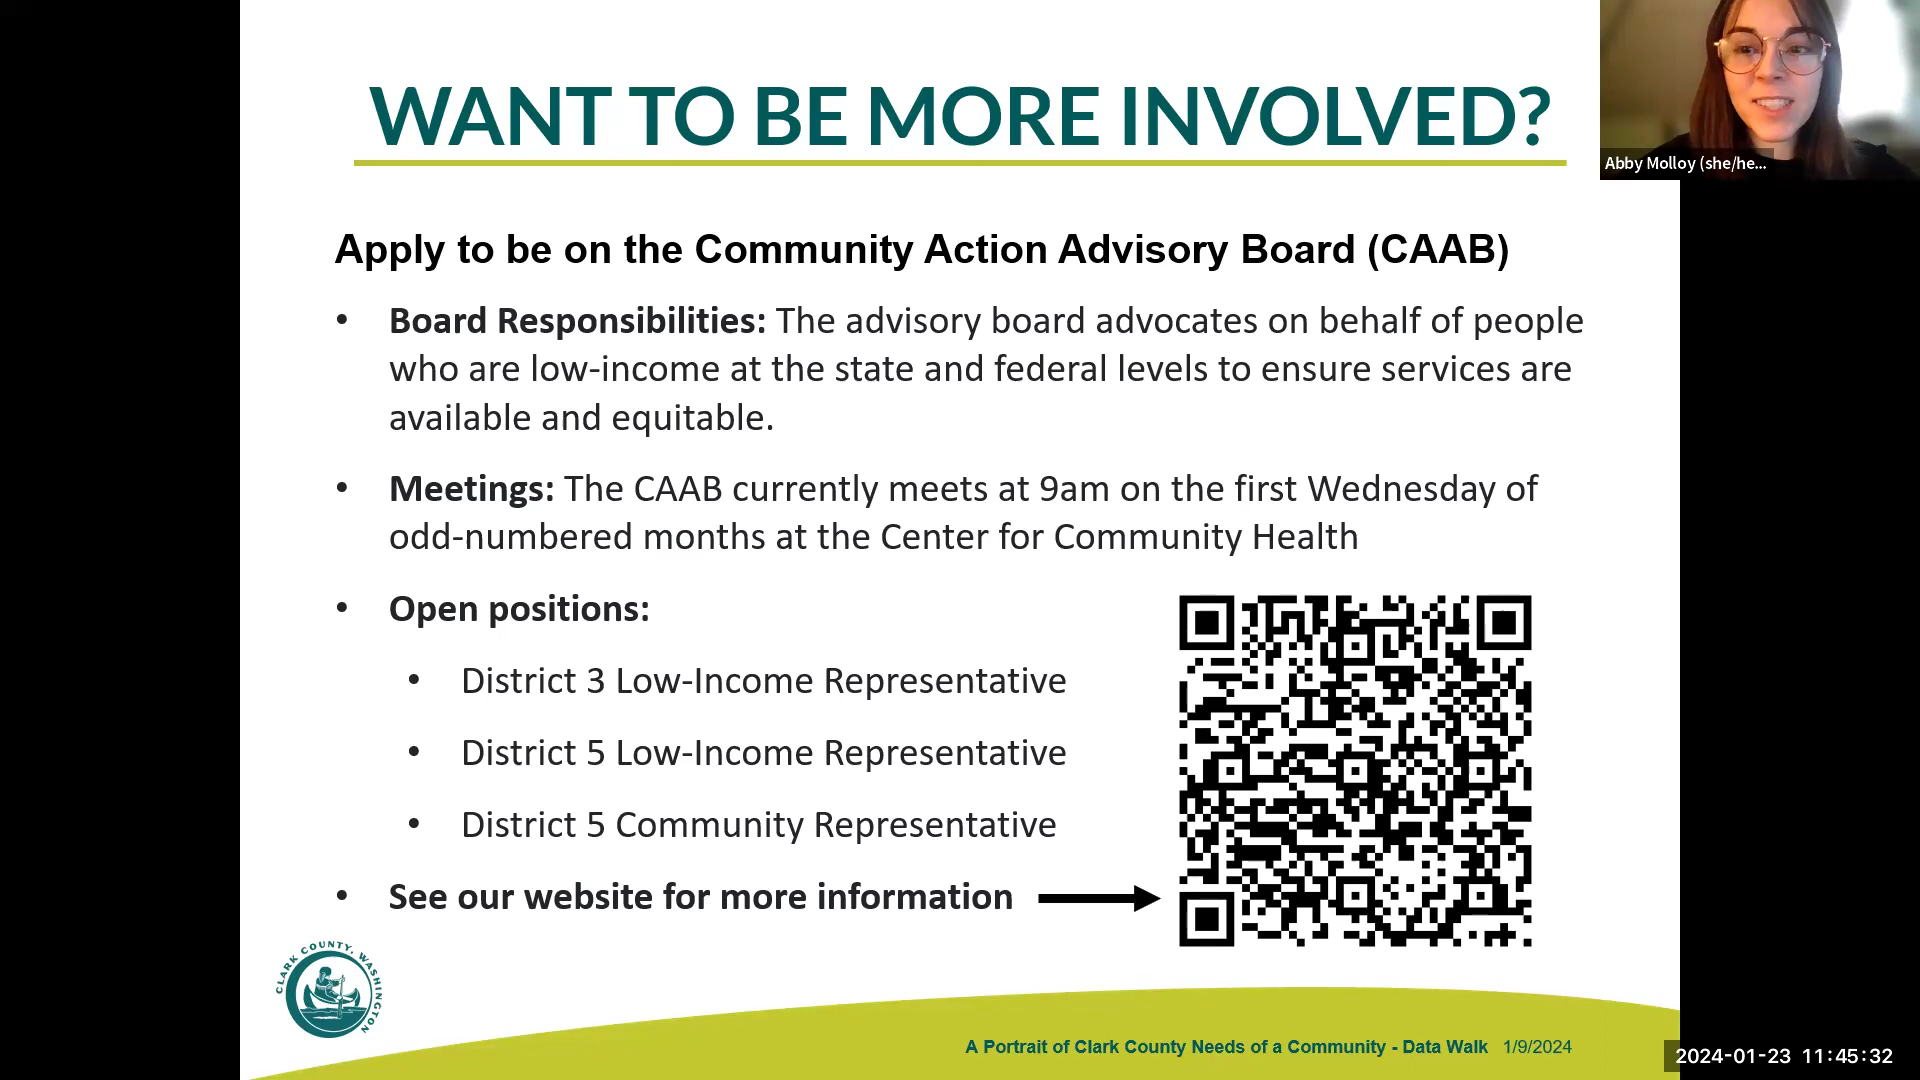 WANT TO BE MORE INVOLVED?
Abby Molloy (she/he...
Apply to be on the Community Action Advisory Board (CAAB)
• Board Responsibilities: The advisory board advocates on behalf of people
who are low-income at the state and federal levels to ensure services are
available and equitable.
• Meetings: The CAAB currently meets at 9am on the first Wednesday of
odd-numbered months at the Center for Community Health
• Open positions:
• District 3 Low-Income Representative
• District 5 Low-Income Representative
• District 5 Community Representative
• See our website for more information
CLARK COUNTY, WASHINGTON
A Portrait of Clark County Needs of a Community - Data Walk 1/9/2024
2024-01-23 11:45:32